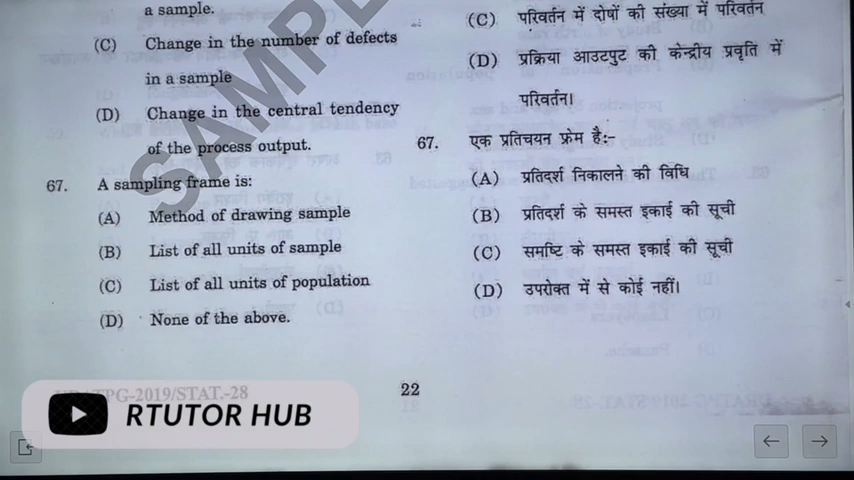 a sample.
(C) Change in the number of defects
in a sample
(D) Change in the central tendency
of the process output.
67. A sampling frame is:
(A) Method of drawing sample
(B) List of all units of sample
(C) List of all units of population
(D) None of the above.
(C) परिवर्तन में दोषों की संख्या में परिवर्तन
(D) प्रक्रिया आउटपुट की केन्द्रीय प्रवृति में
परिवर्तन।
67. एक प्रतिचयन फ्रेम है:-
(A) प्रतिदर्श निकालने की विधि
(B) प्रतिदर्श के समस्त इकाई की सूची
(C) समष्टि के समस्त इकाई की सूची
(D) उपरोक्त में से कोई नहीं।
-2019/STAT.-28
22
RTUTOR HUB